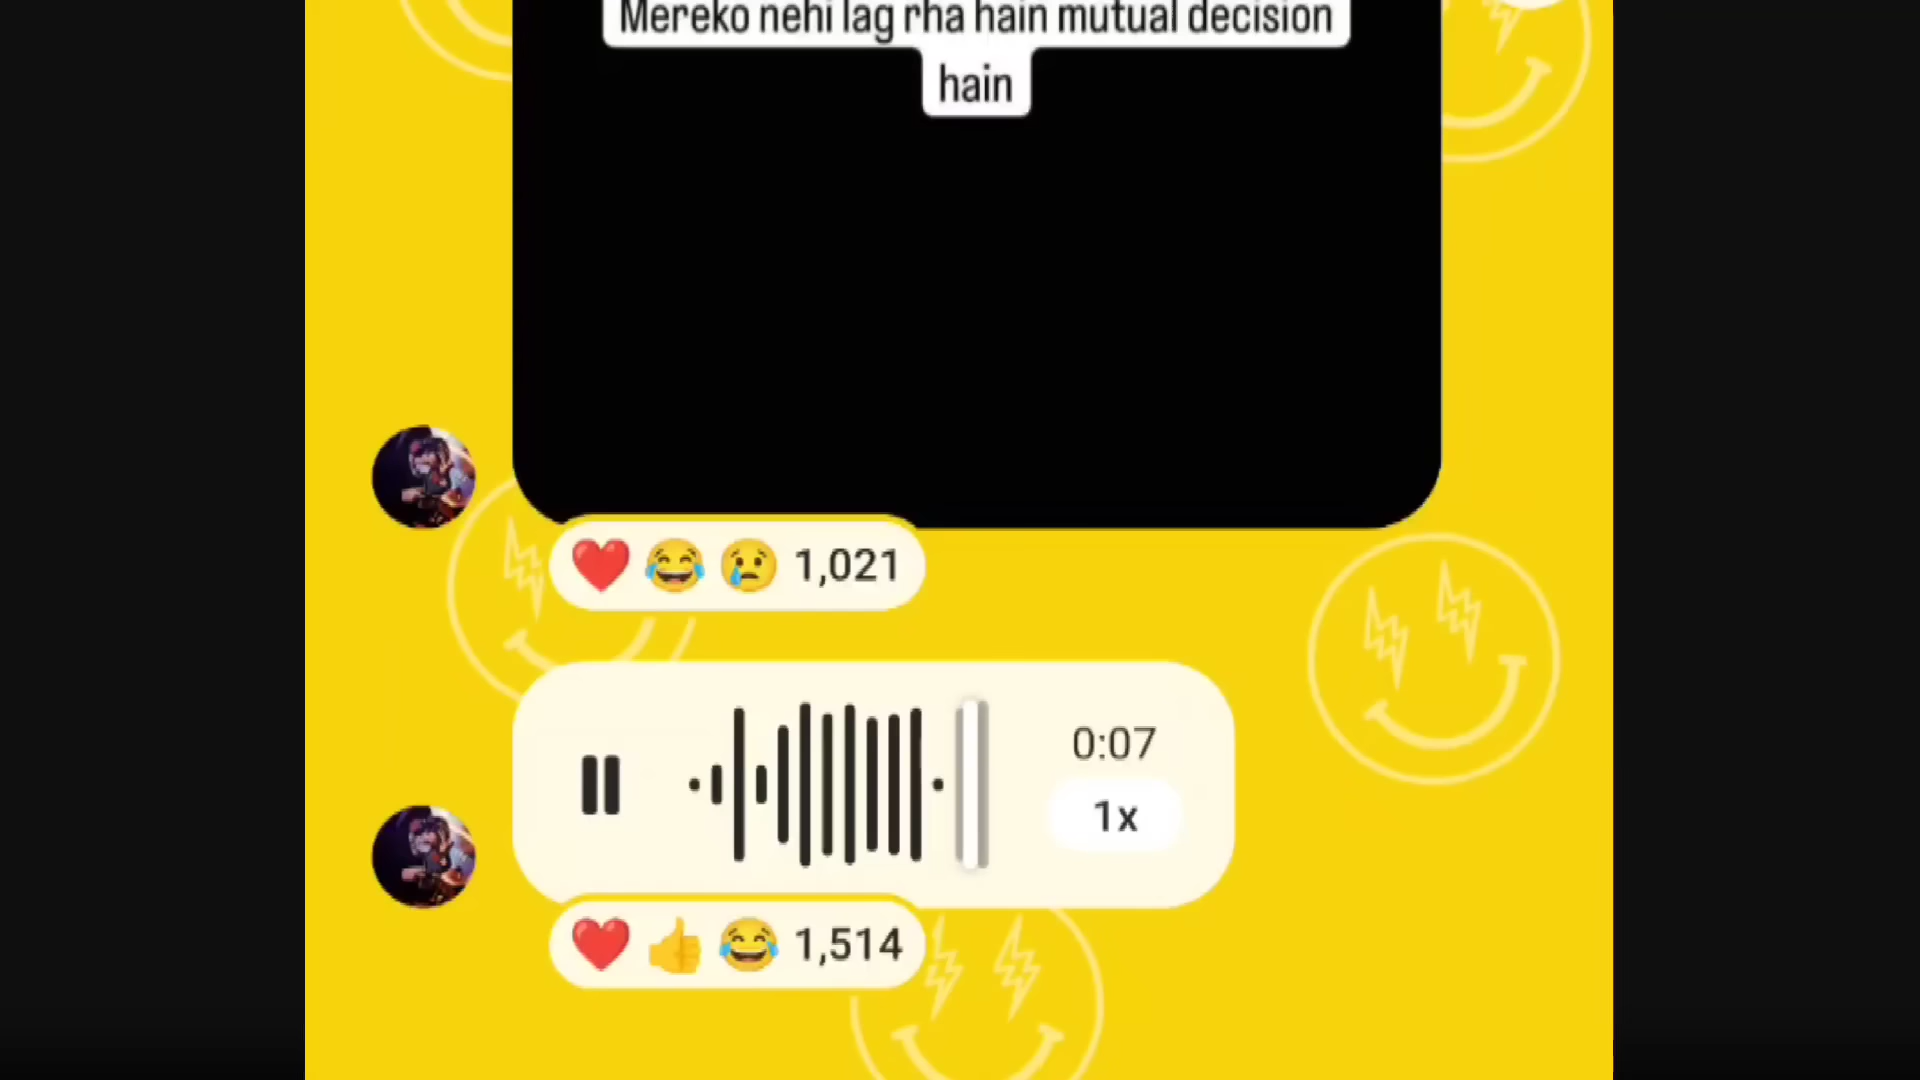 Mereko nehi lag rha hain mutual decision
hain
1,021
0:07
1x
1,514